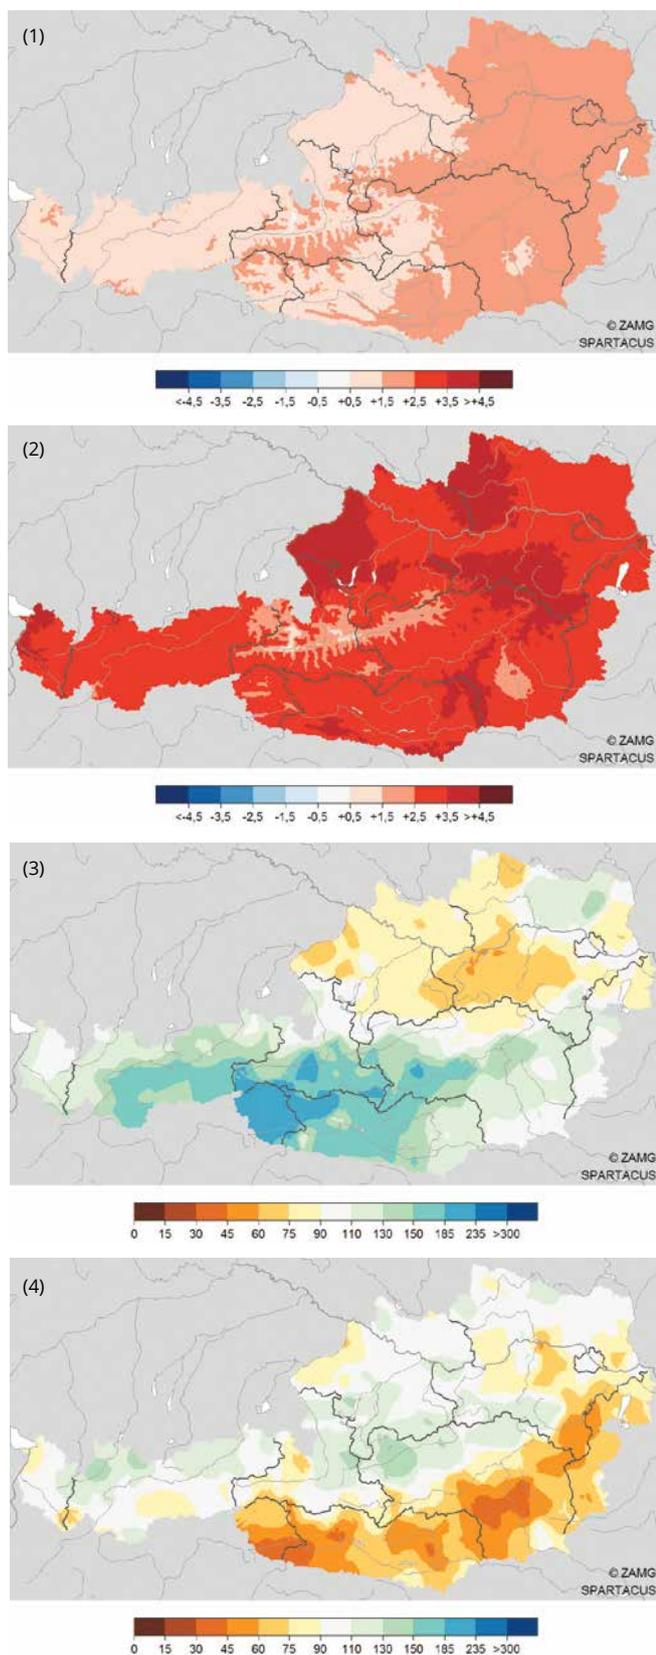 (1)
© ZAMG
SPARTACUS
<-4,5 -3,5 -2,5 -1,5 -0,5 +0,5 +1,5 +2,5 +3,5 >+4,5
(2)
© ZAMG
SPARTACUS
<-4,5 -3,5 -2,5 -1,5 -0,5 +0,5 +1,5 +2,5 +3,5 >+4,5
(3)
© ZAMG
SPARTACUS
0 15 30 45 60 75 90 110 130 150 185 235 >300
(4)
© ZAMG
SPARTACUS
0 15 30 45 60 75 90 110 130 150 185 235 >300